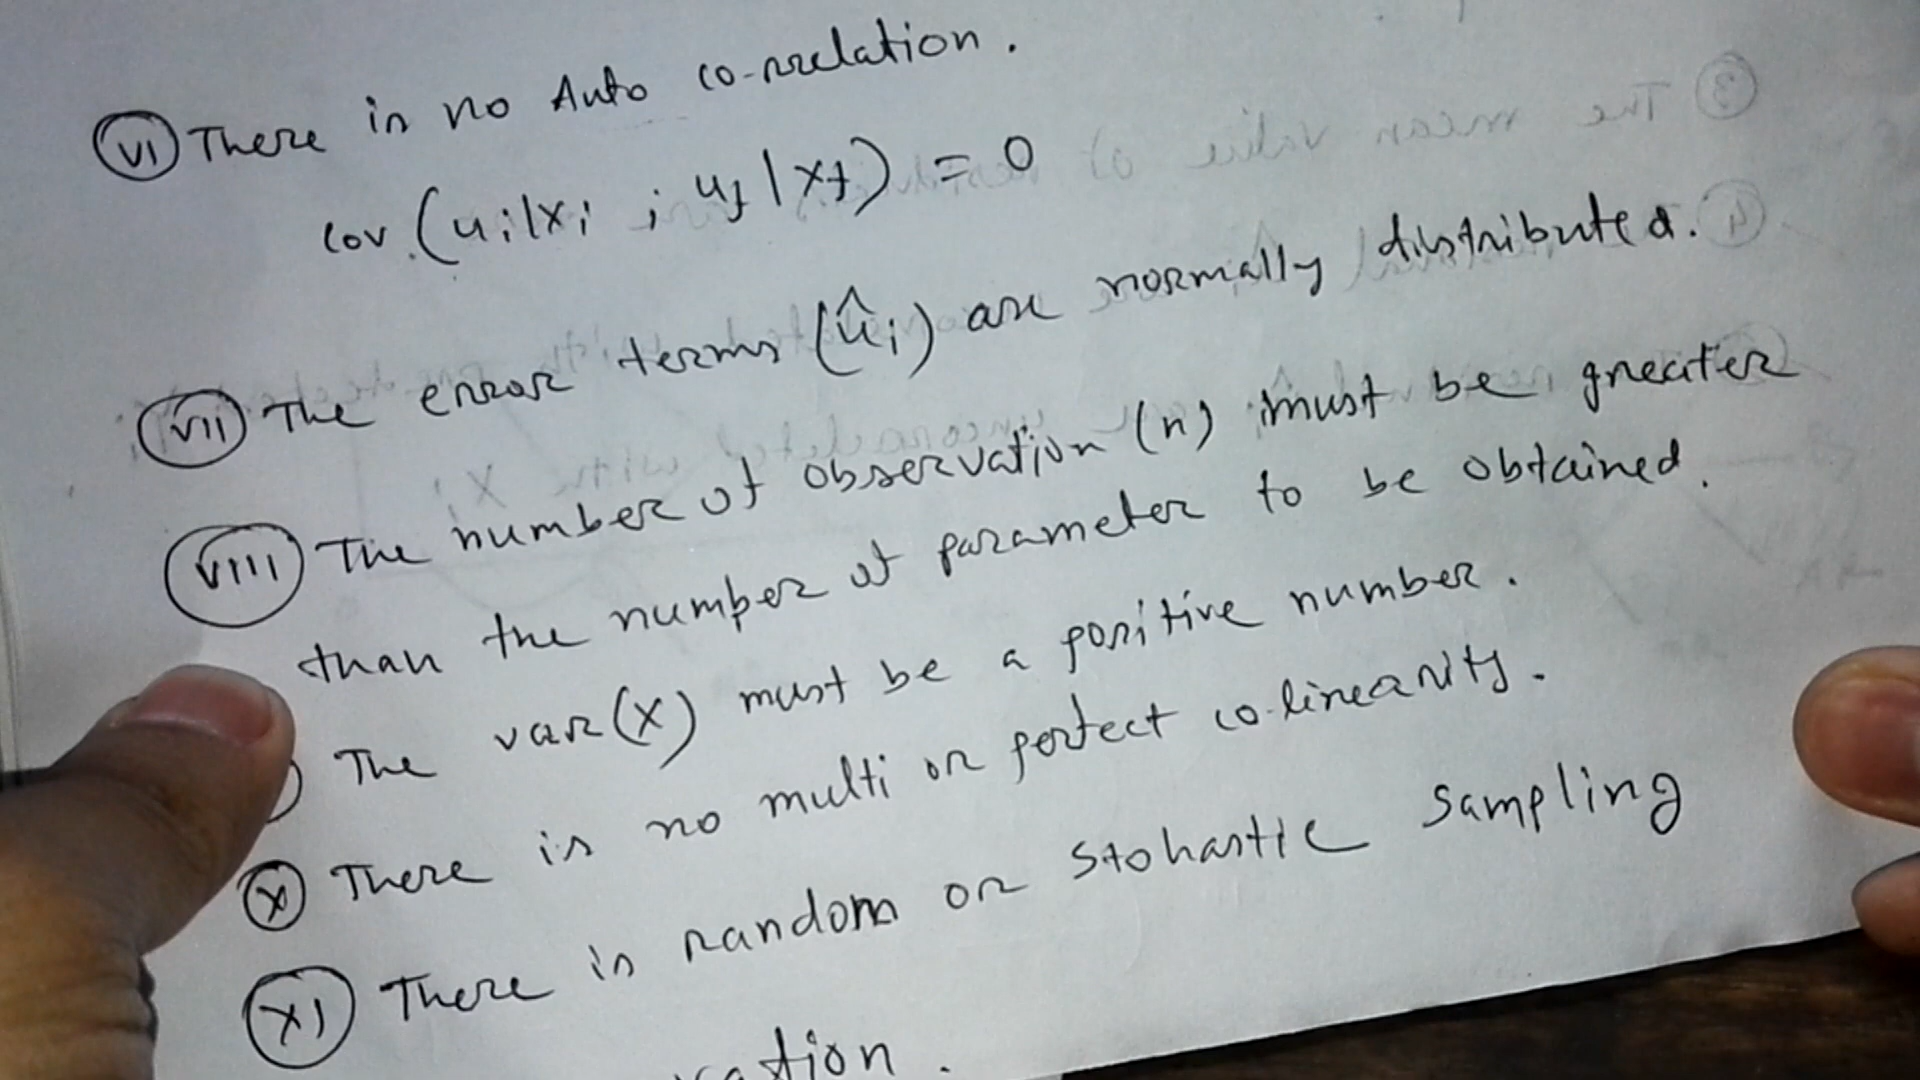 VI There is no Auto co-rrelation.
Cov (ui|xi ; uj|xj) = 0
VII The error terms (ûi) are normally distributed.
VIII The number of observation (n) must be greater
than the number of parameter to be obtained.
The var(X) must be a positive number.
X There is no multi or perfect co-linearity.
XI There is random or stohastic sampling